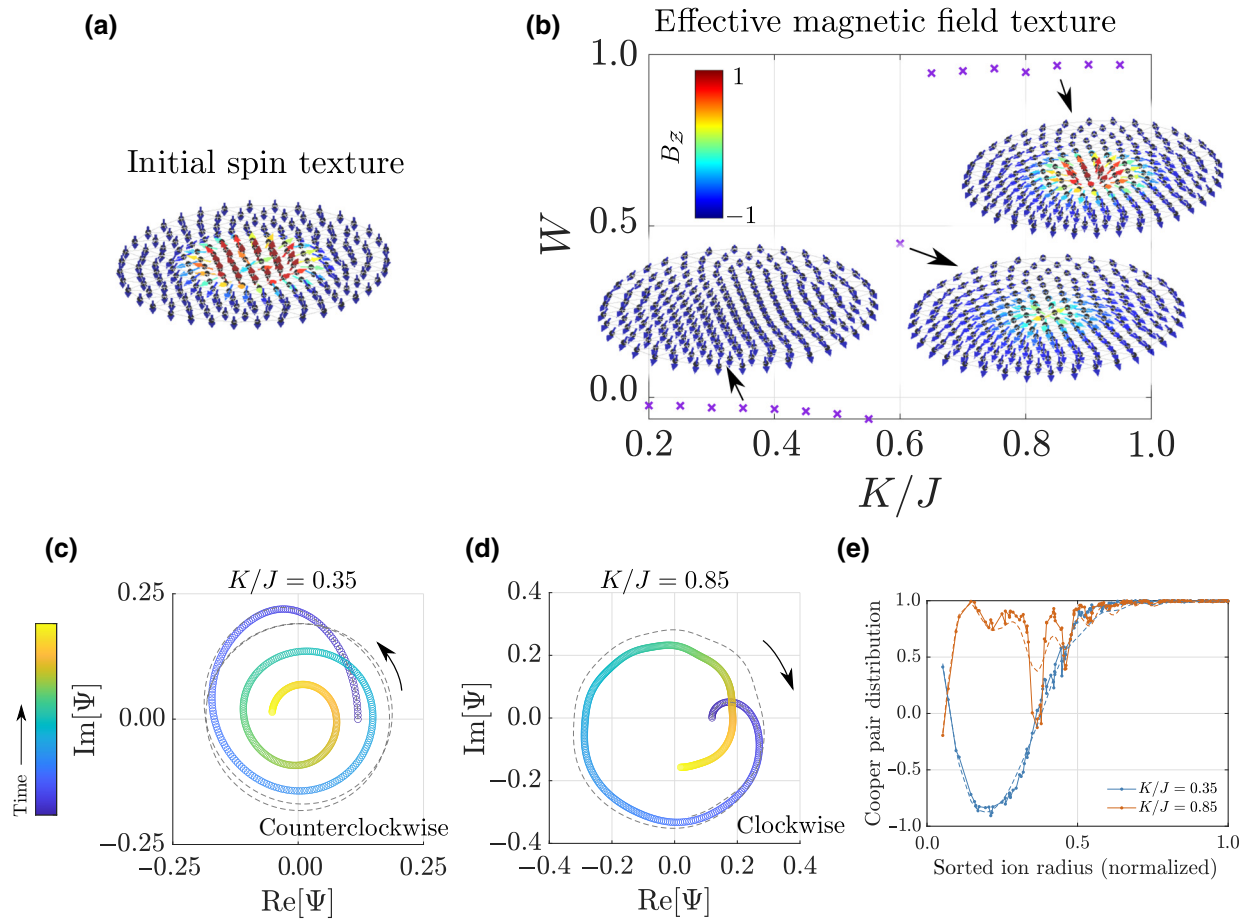 (a)
Initial spin texture
(b)
Effective magnetic field texture
1.0
0.5
0.0
W
1
−1
B_Z
0.2 0.4 0.6 0.8 1.0
K/J
(c)
K/J = 0.35
0.25
0.00
−0.25
Im[Ψ]
−0.25 0.00 0.25
Re[Ψ]
Counterclockwise
Time
(d)
K/J = 0.85
0.4
0.2
0.0
−0.2
−0.4
Im[Ψ]
−0.4 −0.2 0.0 0.2 0.4
Re[Ψ]
Clockwise
(e)
1.0
0.5
0.0
−0.5
−1.0
Cooper pair distribution
K/J = 0.35
K/J = 0.85
0.0 0.5 1.0
Sorted ion radius (normalized)